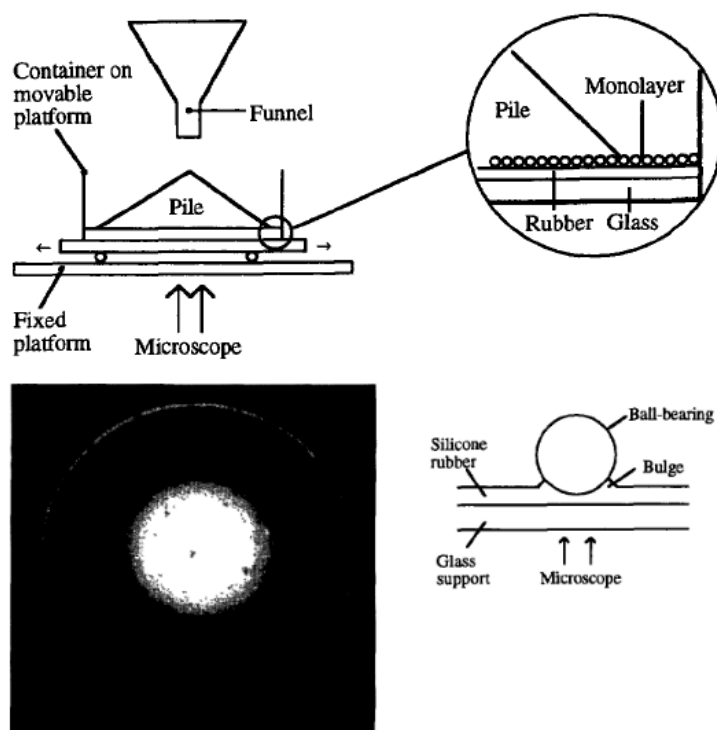 Container on
movable
platform
Funnel
Pile
←
→
Fixed
platform
Microscope
Pile
Monolayer
Rubber
Glass
Ball-bearing
Silicone
rubber
Bulge
Glass
support
Microscope